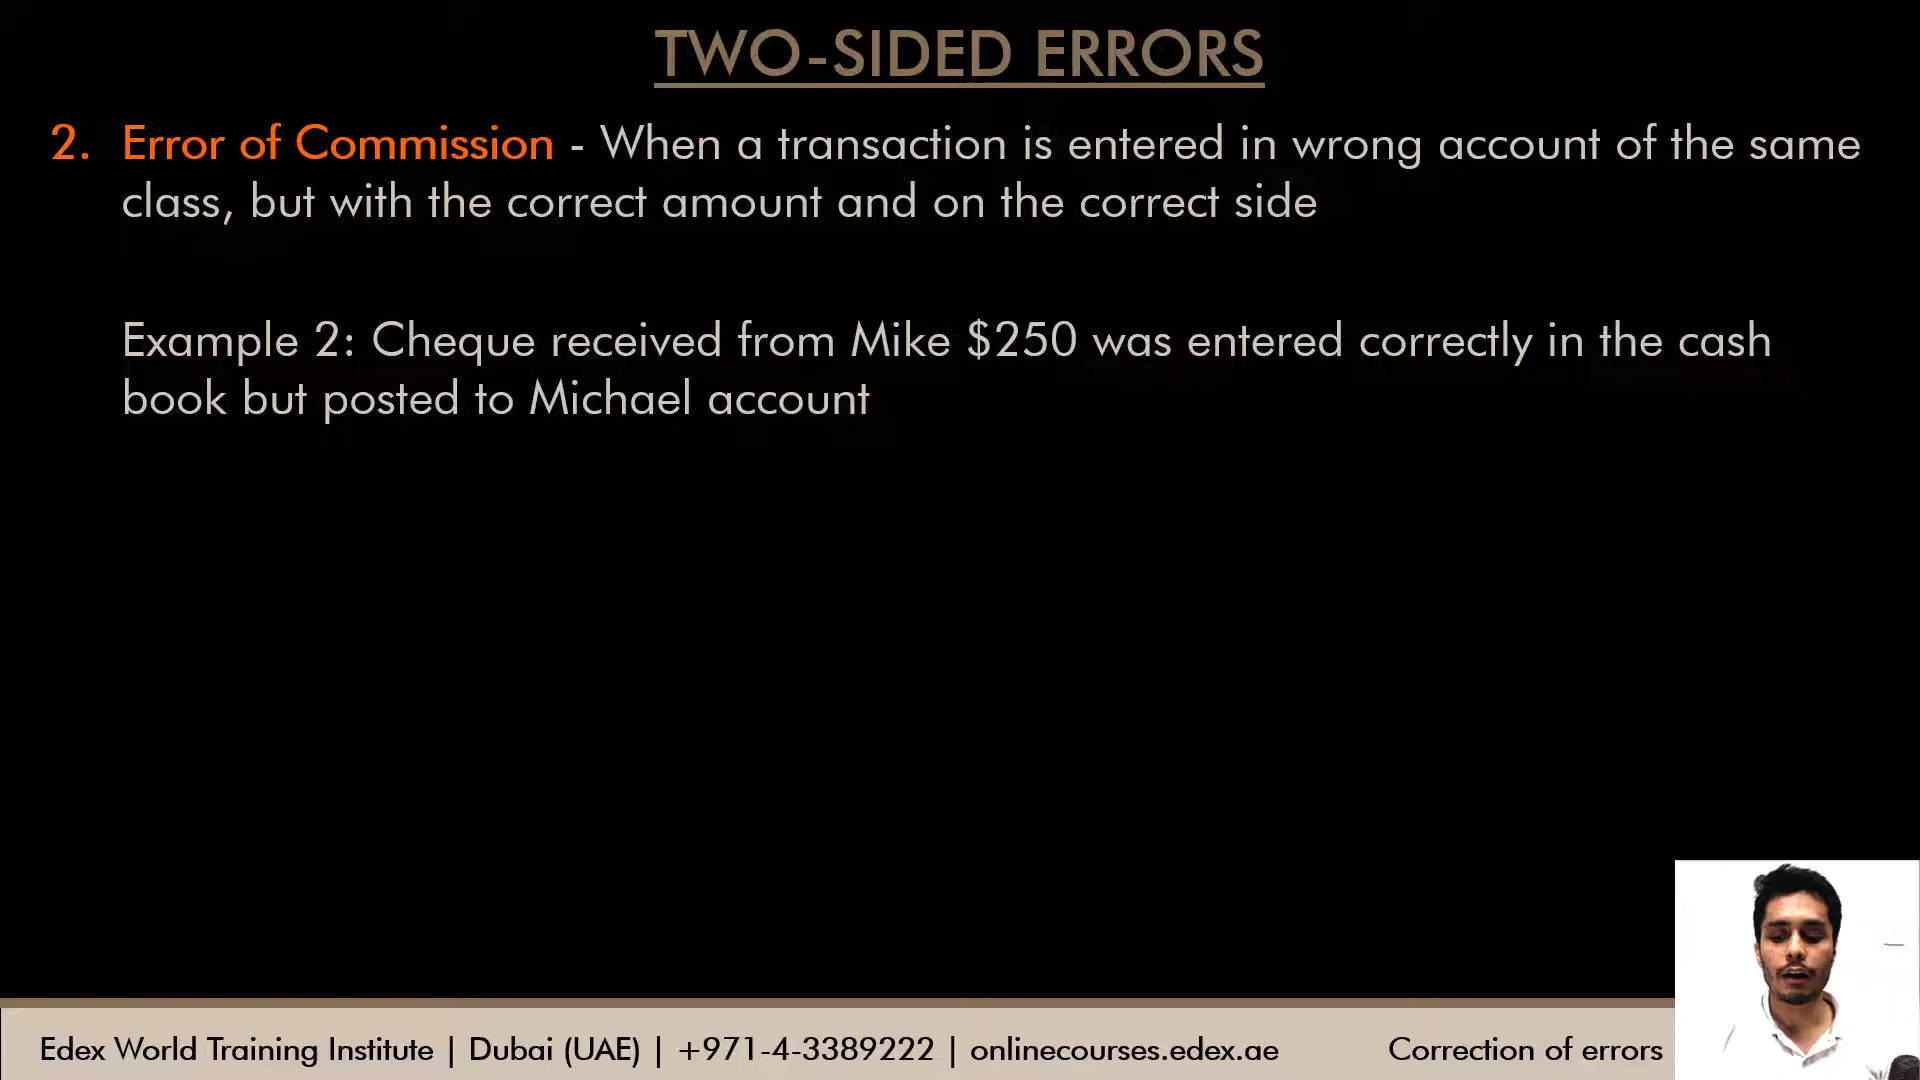 TWO-SIDED ERRORS
2. Error of Commission - When a transaction is entered in wrong account of the same
class, but with the correct amount and on the correct side
Example 2: Cheque received from Mike $250 was entered correctly in the cash
book but posted to Michael account
Edex World Training Institute | Dubai (UAE) | +971-4-3389222 | onlinecourses.edex.ae Correction of errors